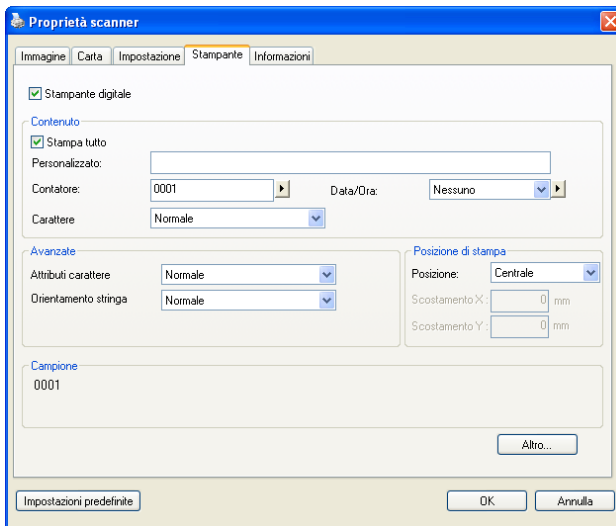 Proprietà scanner
Immagine Carta Impostazione Stampante Informazioni
Stampante digitale
Contenuto
Stampa tutto
Personalizzato:
Contatore: 0001 Data/Ora: Nessuno
Carattere Normale
Avanzate
Attributi carattere Normale
Orientamento stringa Normale
Posizione di stampa
Posizione: Centrale
Scostamento X : 0 mm
Scostamento Y : 0 mm
Campione
0001
Altro...
Impostazioni predefinite OK Annulla